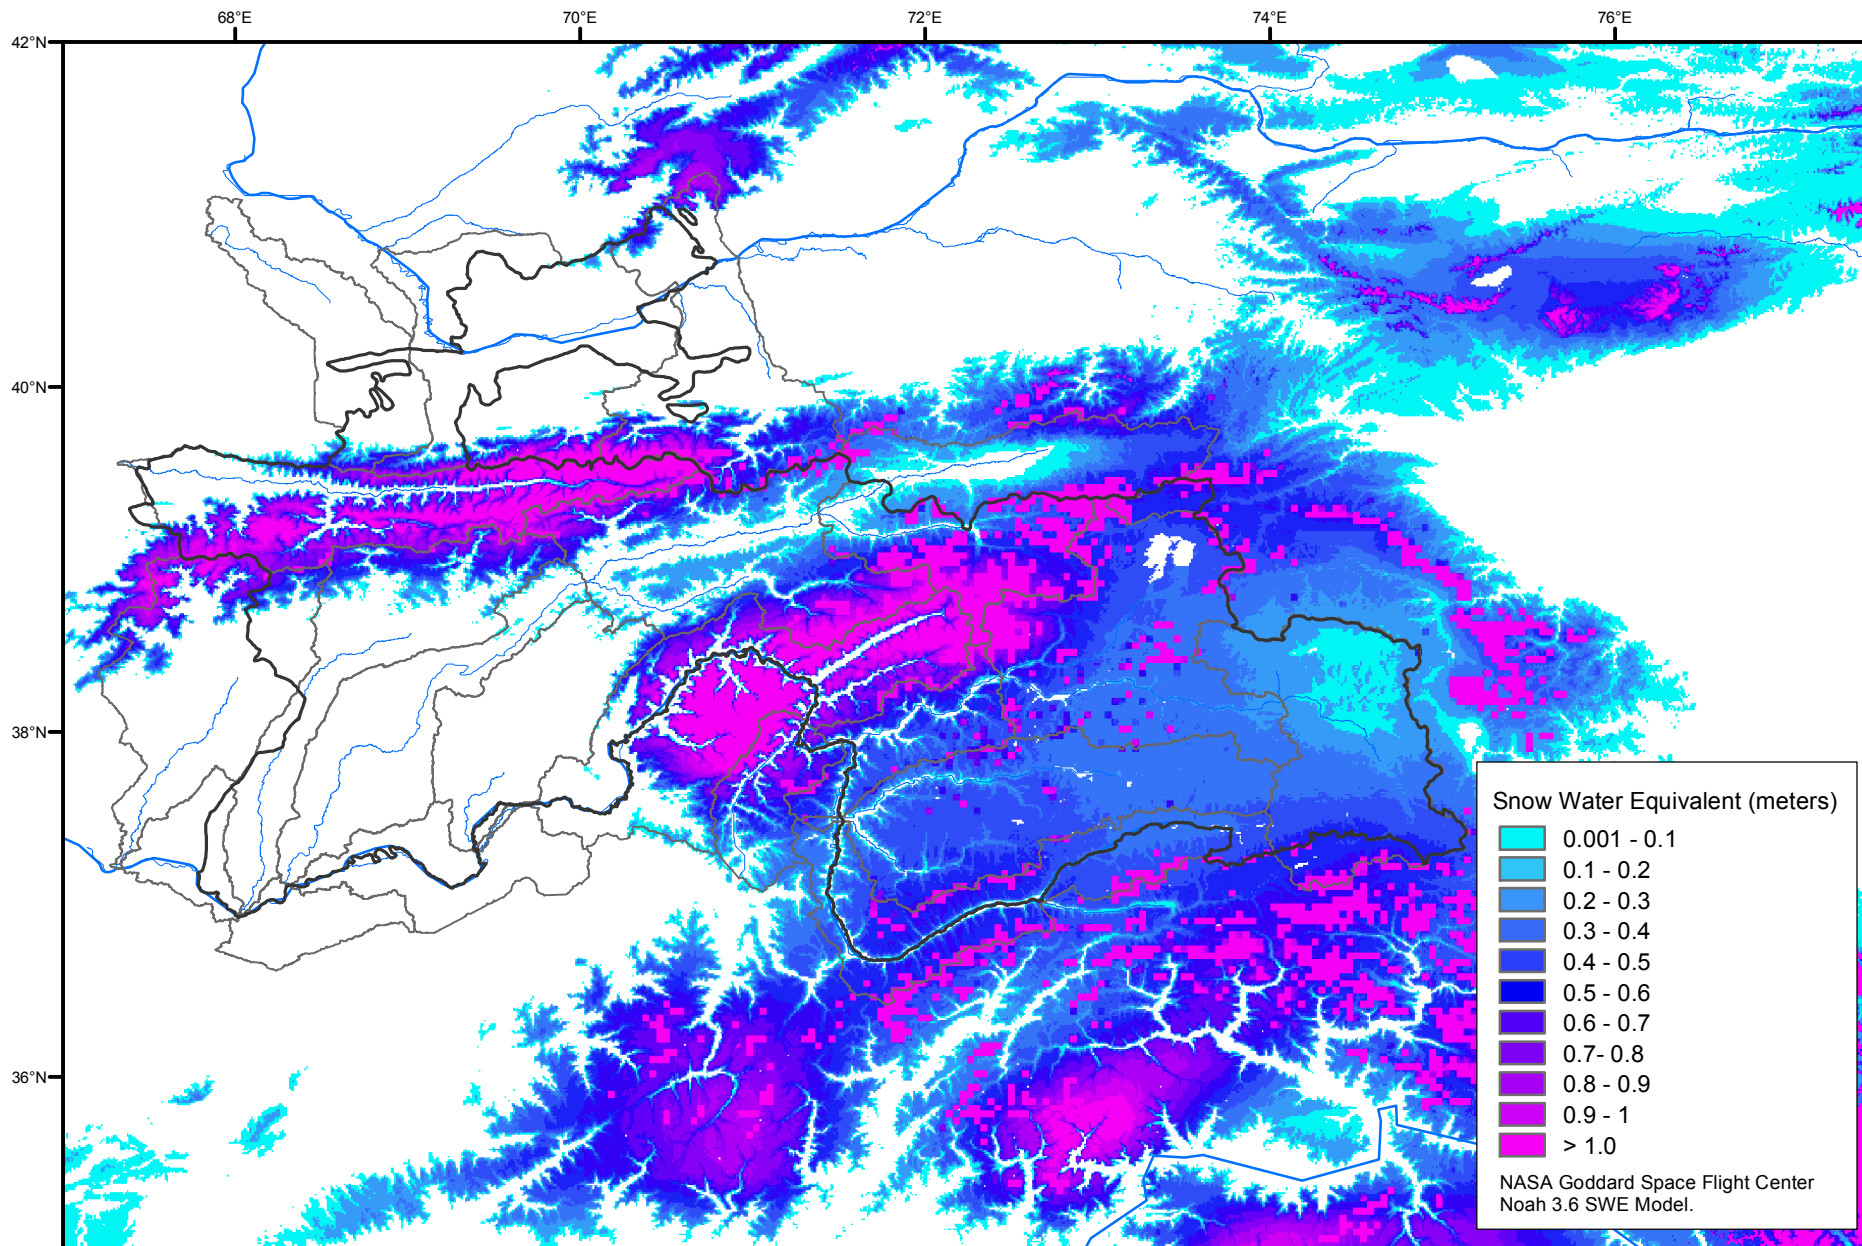 68°E
70°E
72°E
74°E
76°E
42°N
40°N
38°N
36°N
Snow Water Equivalent (meters)
0.001 - 0.1
0.1 - 0.2
0.2 - 0.3
0.3 - 0.4
0.4 - 0.5
0.5 - 0.6
0.6 - 0.7
0.7- 0.8
0.8 - 0.9
0.9 - 1
> 1.0
NASA Goddard Space Flight Center
Noah 3.6 SWE Model.